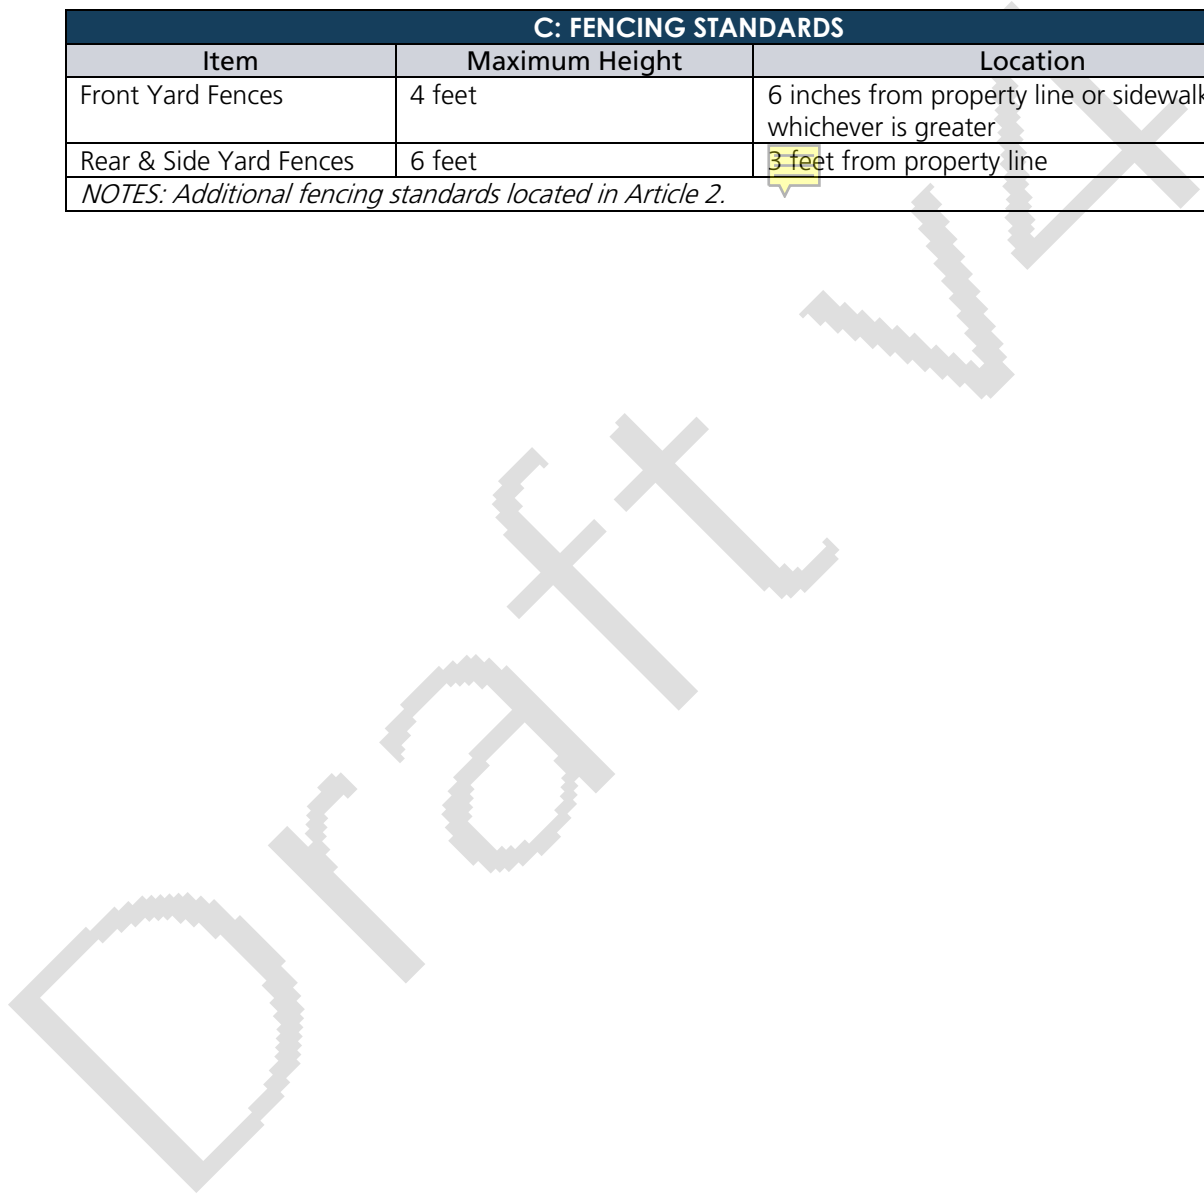 C: FENCING STANDARDS
Item Maximum Height Location
Front Yard Fences 4 feet 6 inches from property line or sidewalk
whichever is greater
Rear & Side Yard Fences 6 feet 3 feet from property line
NOTES: Additional fencing standards located in Article 2.
Draft v4